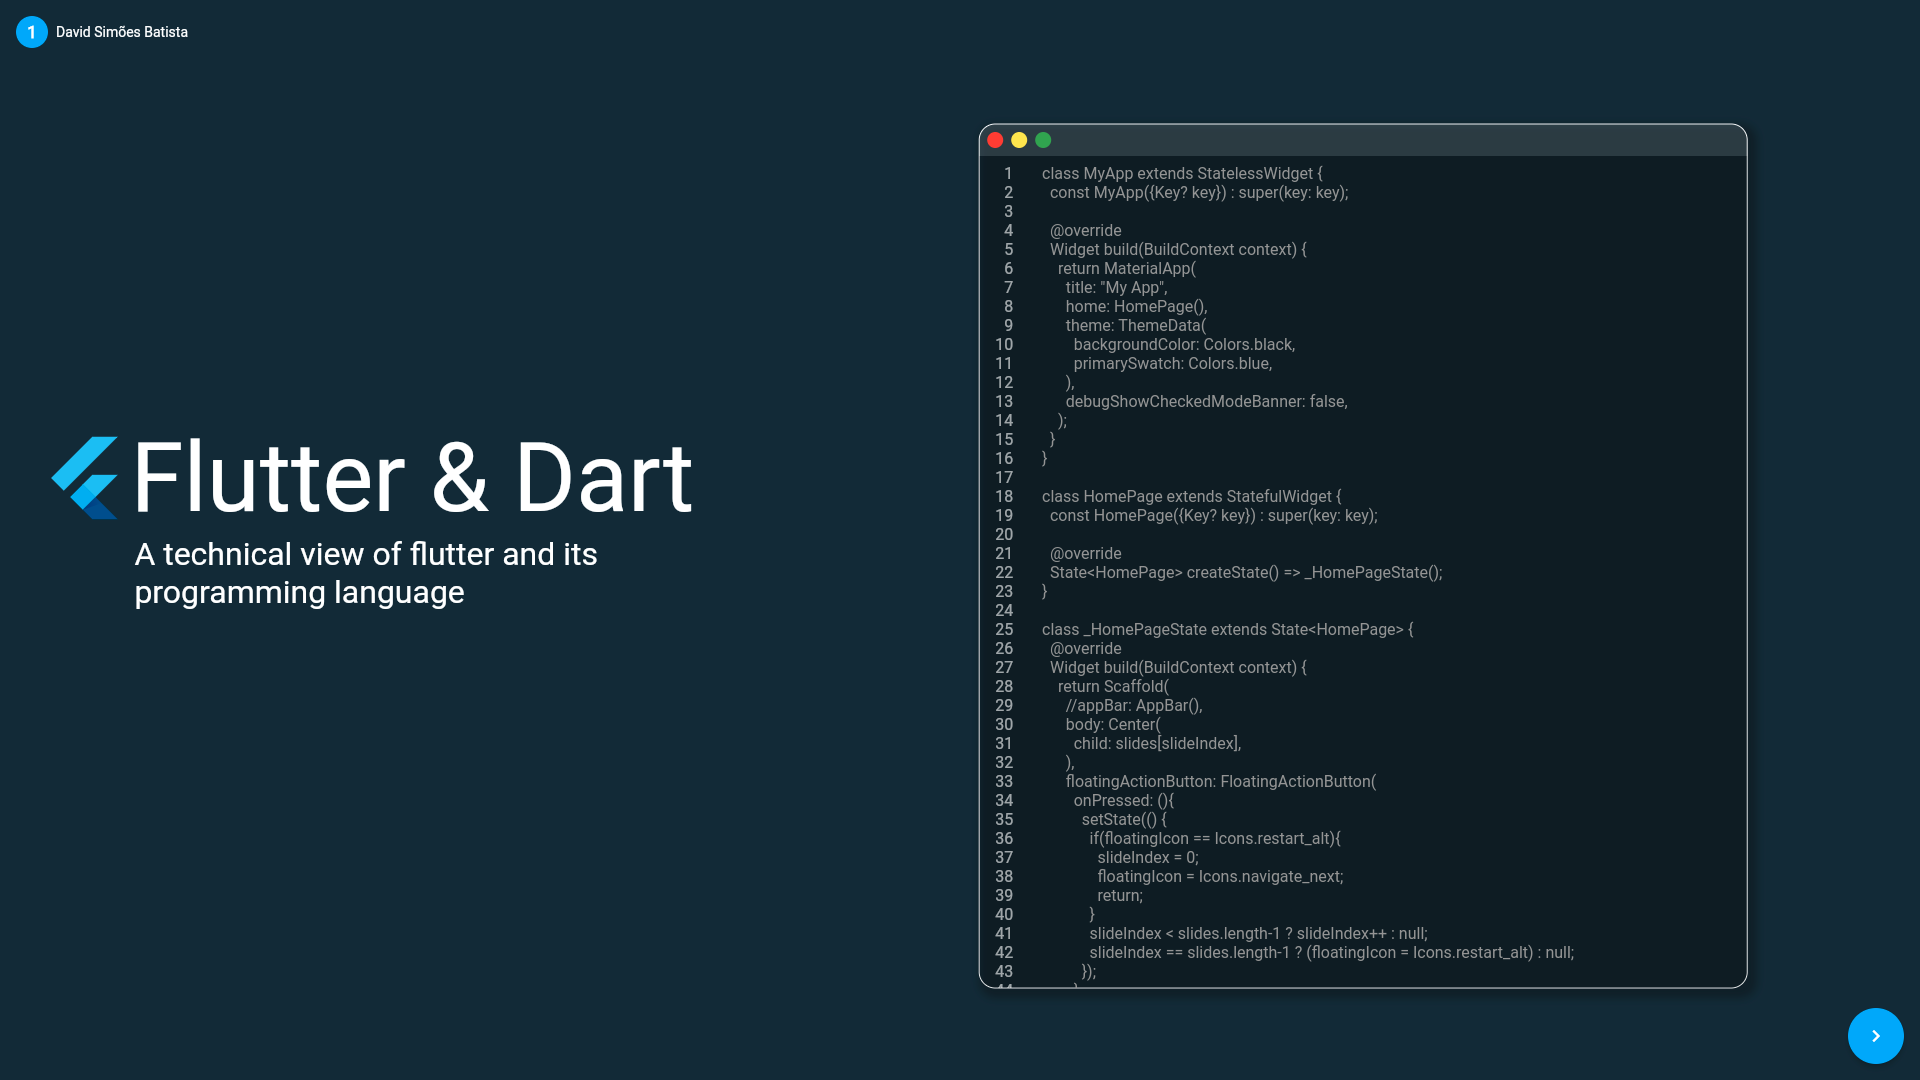 1 David Simões Batista
Flutter & Dart
A technical view of flutter and its
programming language
1 class MyApp extends StatelessWidget {
2 const MyApp({Key? key}) : super(key: key);
3
4 @override
5 Widget build(BuildContext context) {
6 return MaterialApp(
7 title: "My App",
8 home: HomePage(),
9 theme: ThemeData(
10 backgroundColor: Colors.black,
11 primarySwatch: Colors.blue,
12 ),
13 debugShowCheckedModeBanner: false,
14 );
15 }
16 }
17
18 class HomePage extends StatefulWidget {
19 const HomePage({Key? key}) : super(key: key);
20
21 @override
22 State<HomePage> createState() => _HomePageState();
23 }
24
25 class _HomePageState extends State<HomePage> {
26 @override
27 Widget build(BuildContext context) {
28 return Scaffold(
29 //appBar: AppBar(),
30 body: Center(
31 child: slides[slideIndex],
32 ),
33 floatingActionButton: FloatingActionButton(
34 onPressed: (){
35 setState(() {
36 if(floatingIcon == Icons.restart_alt){
37 slideIndex = 0;
38 floatingIcon = Icons.navigate_next;
39 return;
40 }
41 slideIndex < slides.length-1 ? slideIndex++ : null;
42 slideIndex == slides.length-1 ? (floatingIcon = Icons.restart_alt) : null;
43 });